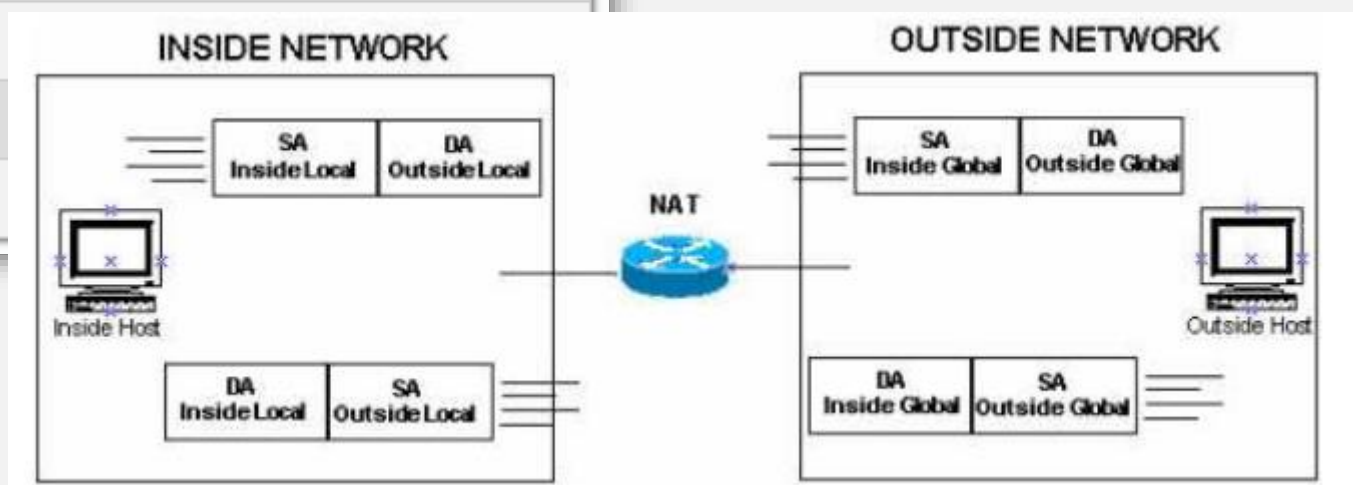 INSIDE NETWORK
SA
Inside Local
DA
Outside Local
Inside Host
DA
Inside Local
SA
Outside Local
NAT
OUTSIDE NETWORK
SA
Inside Global
DA
Outside Global
Outside Host
DA
Inside Global
SA
Outside Global